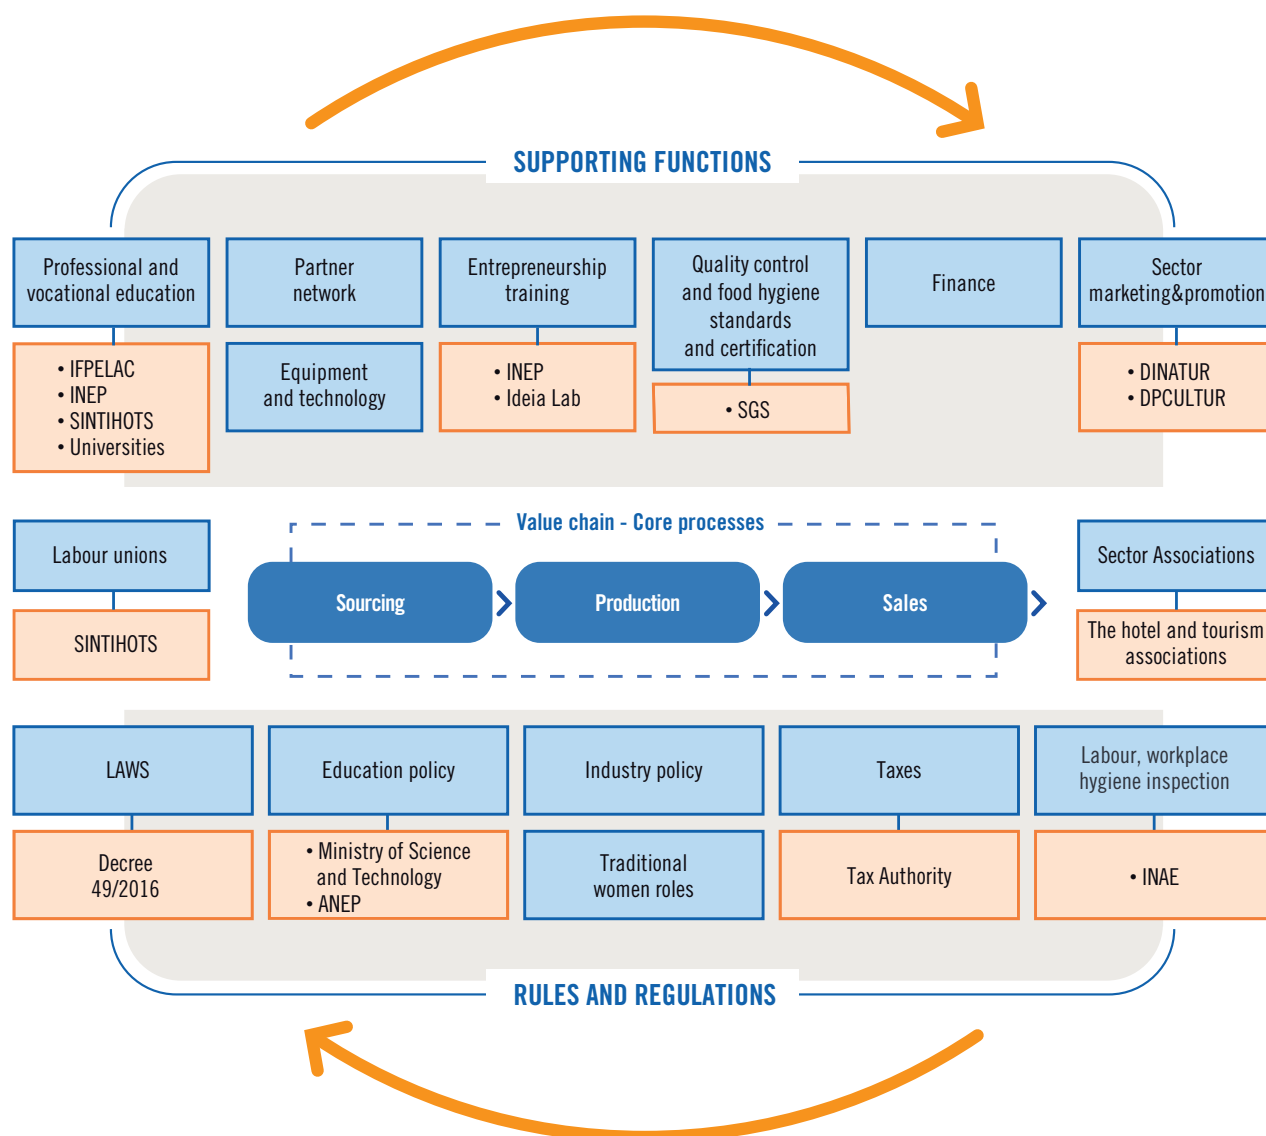 SUPPORTING FUNCTIONS
Professional and
vocational education
• IFPELAC
• INEP
• SINTIHOTS
• Universities
Partner
network
Equipment
and technology
Entrepreneurship
training
• INEP
• Ideia Lab
Quality control
and food hygiene
standards
and certification
• SGS
Finance
Sector
marketing&promotion
• DINATUR
• DPCULTUR
Labour unions
SINTIHOTS
Value chain - Core processes
Sourcing
Production
Sales
Sector Associations
The hotel and tourism
associations
LAWS
Decree
49/2016
Education policy
• Ministry of Science
and Technology
• ANEP
Industry policy
Traditional
women roles
Taxes
Tax Authority
Labour, workplace
hygiene inspection
• INAE
RULES AND REGULATIONS